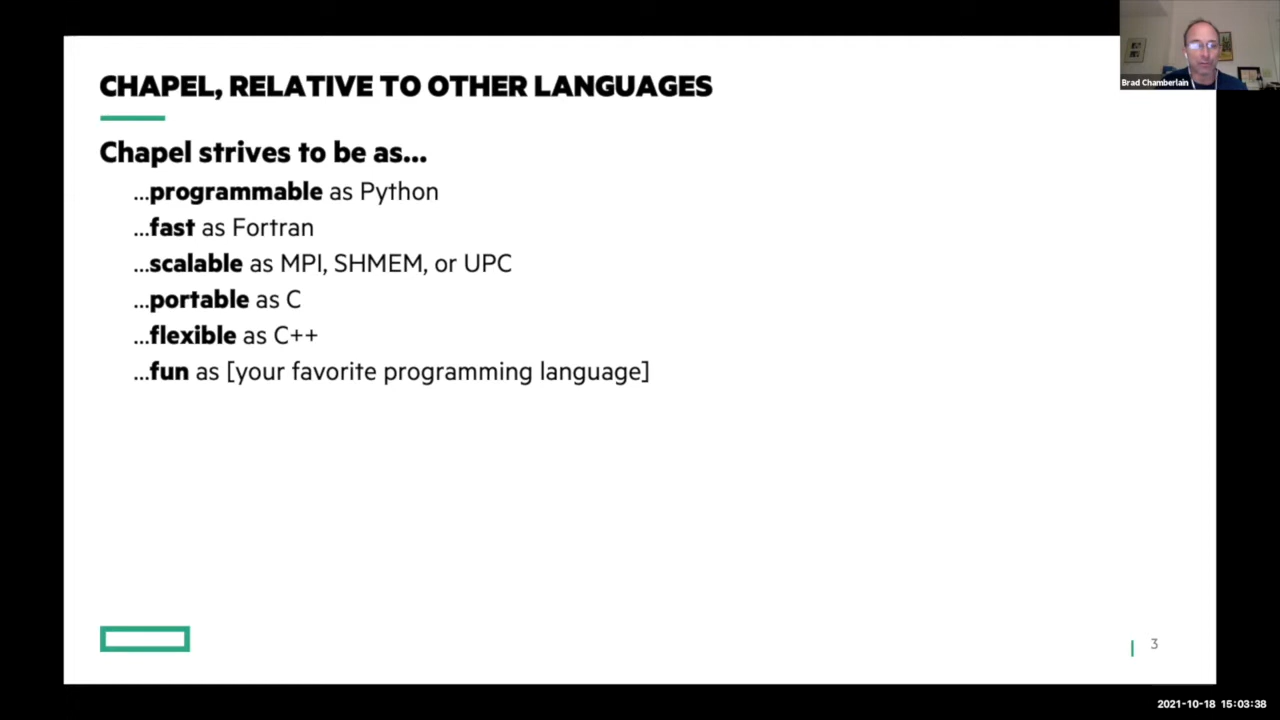 CHAPEL, RELATIVE TO OTHER LANGUAGES
Brad Chamberlain
Chapel strives to be as...
...programmable as Python
...fast as Fortran
...scalable as MPI, SHMEM, or UPC
...portable as C
...flexible as C++
...fun as [your favorite programming language]
3
2021-10-18 15:03:38